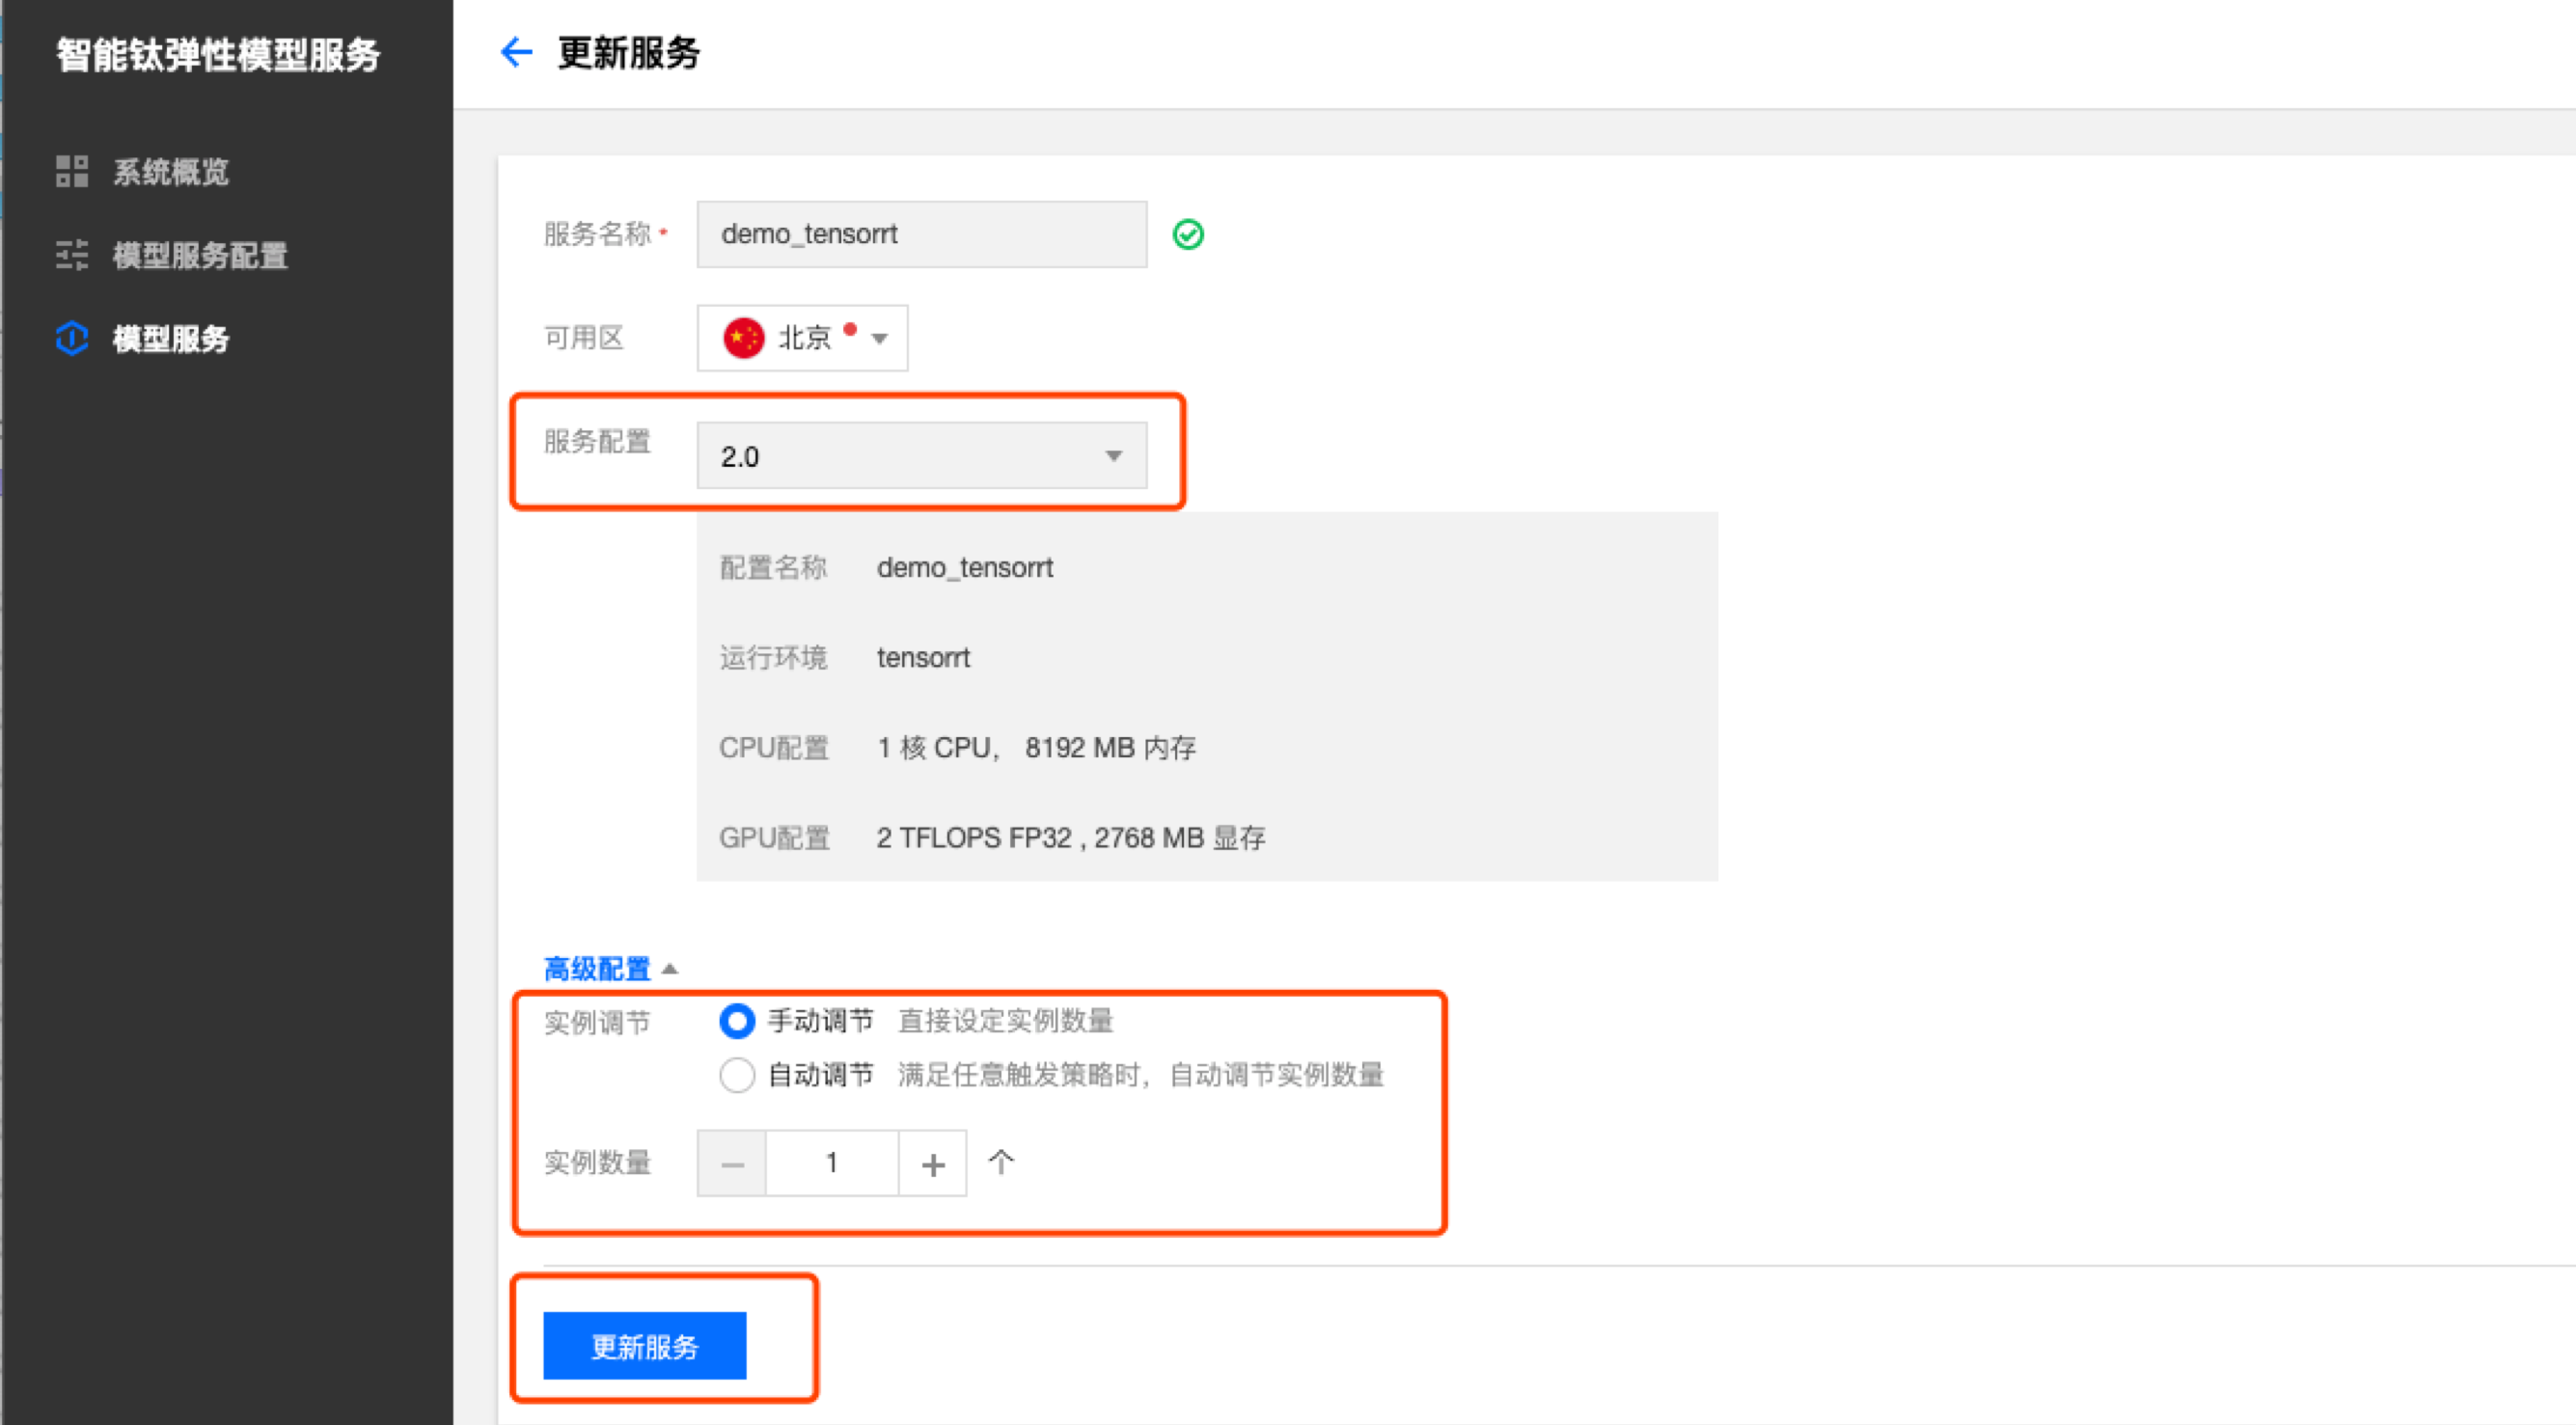 智能钛弹性模型服务
系统概览
模型服务配置
模型服务
更新服务
服务名称* demo_tensorrt
可用区 北京
服务配置 2.0
配置名称 demo_tensorrt
运行环境 tensorrt
CPU配置 1 核 CPU， 8192 MB 内存
GPU配置 2 TFLOPS FP32 , 2768 MB 显存
高级配置
实例调节 手动调节 直接设定实例数量
自动调节 满足任意触发策略时，自动调节实例数量
实例数量 1 个
更新服务